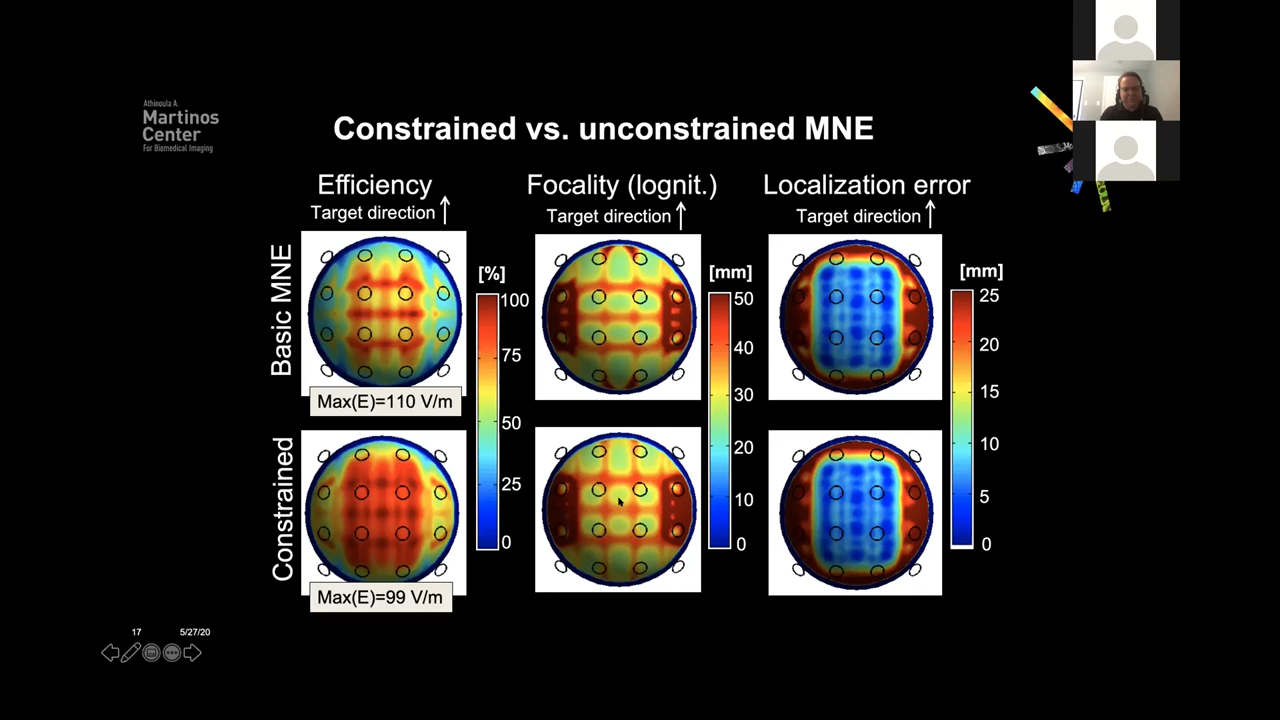 Athinoula A.
Martinos
Center
For Biomedical Imaging
Constrained vs. unconstrained MNE
Efficiency
Target direction
Focality (lognit.)
Target direction
Localization error
Target direction
Basic MNE
[%]
100
75
50
25
0
[mm]
50
40
30
20
10
0
[mm]
25
20
15
10
5
0
Max(E)=110 V/m
Constrained
Max(E)=99 V/m
17
5/27/20